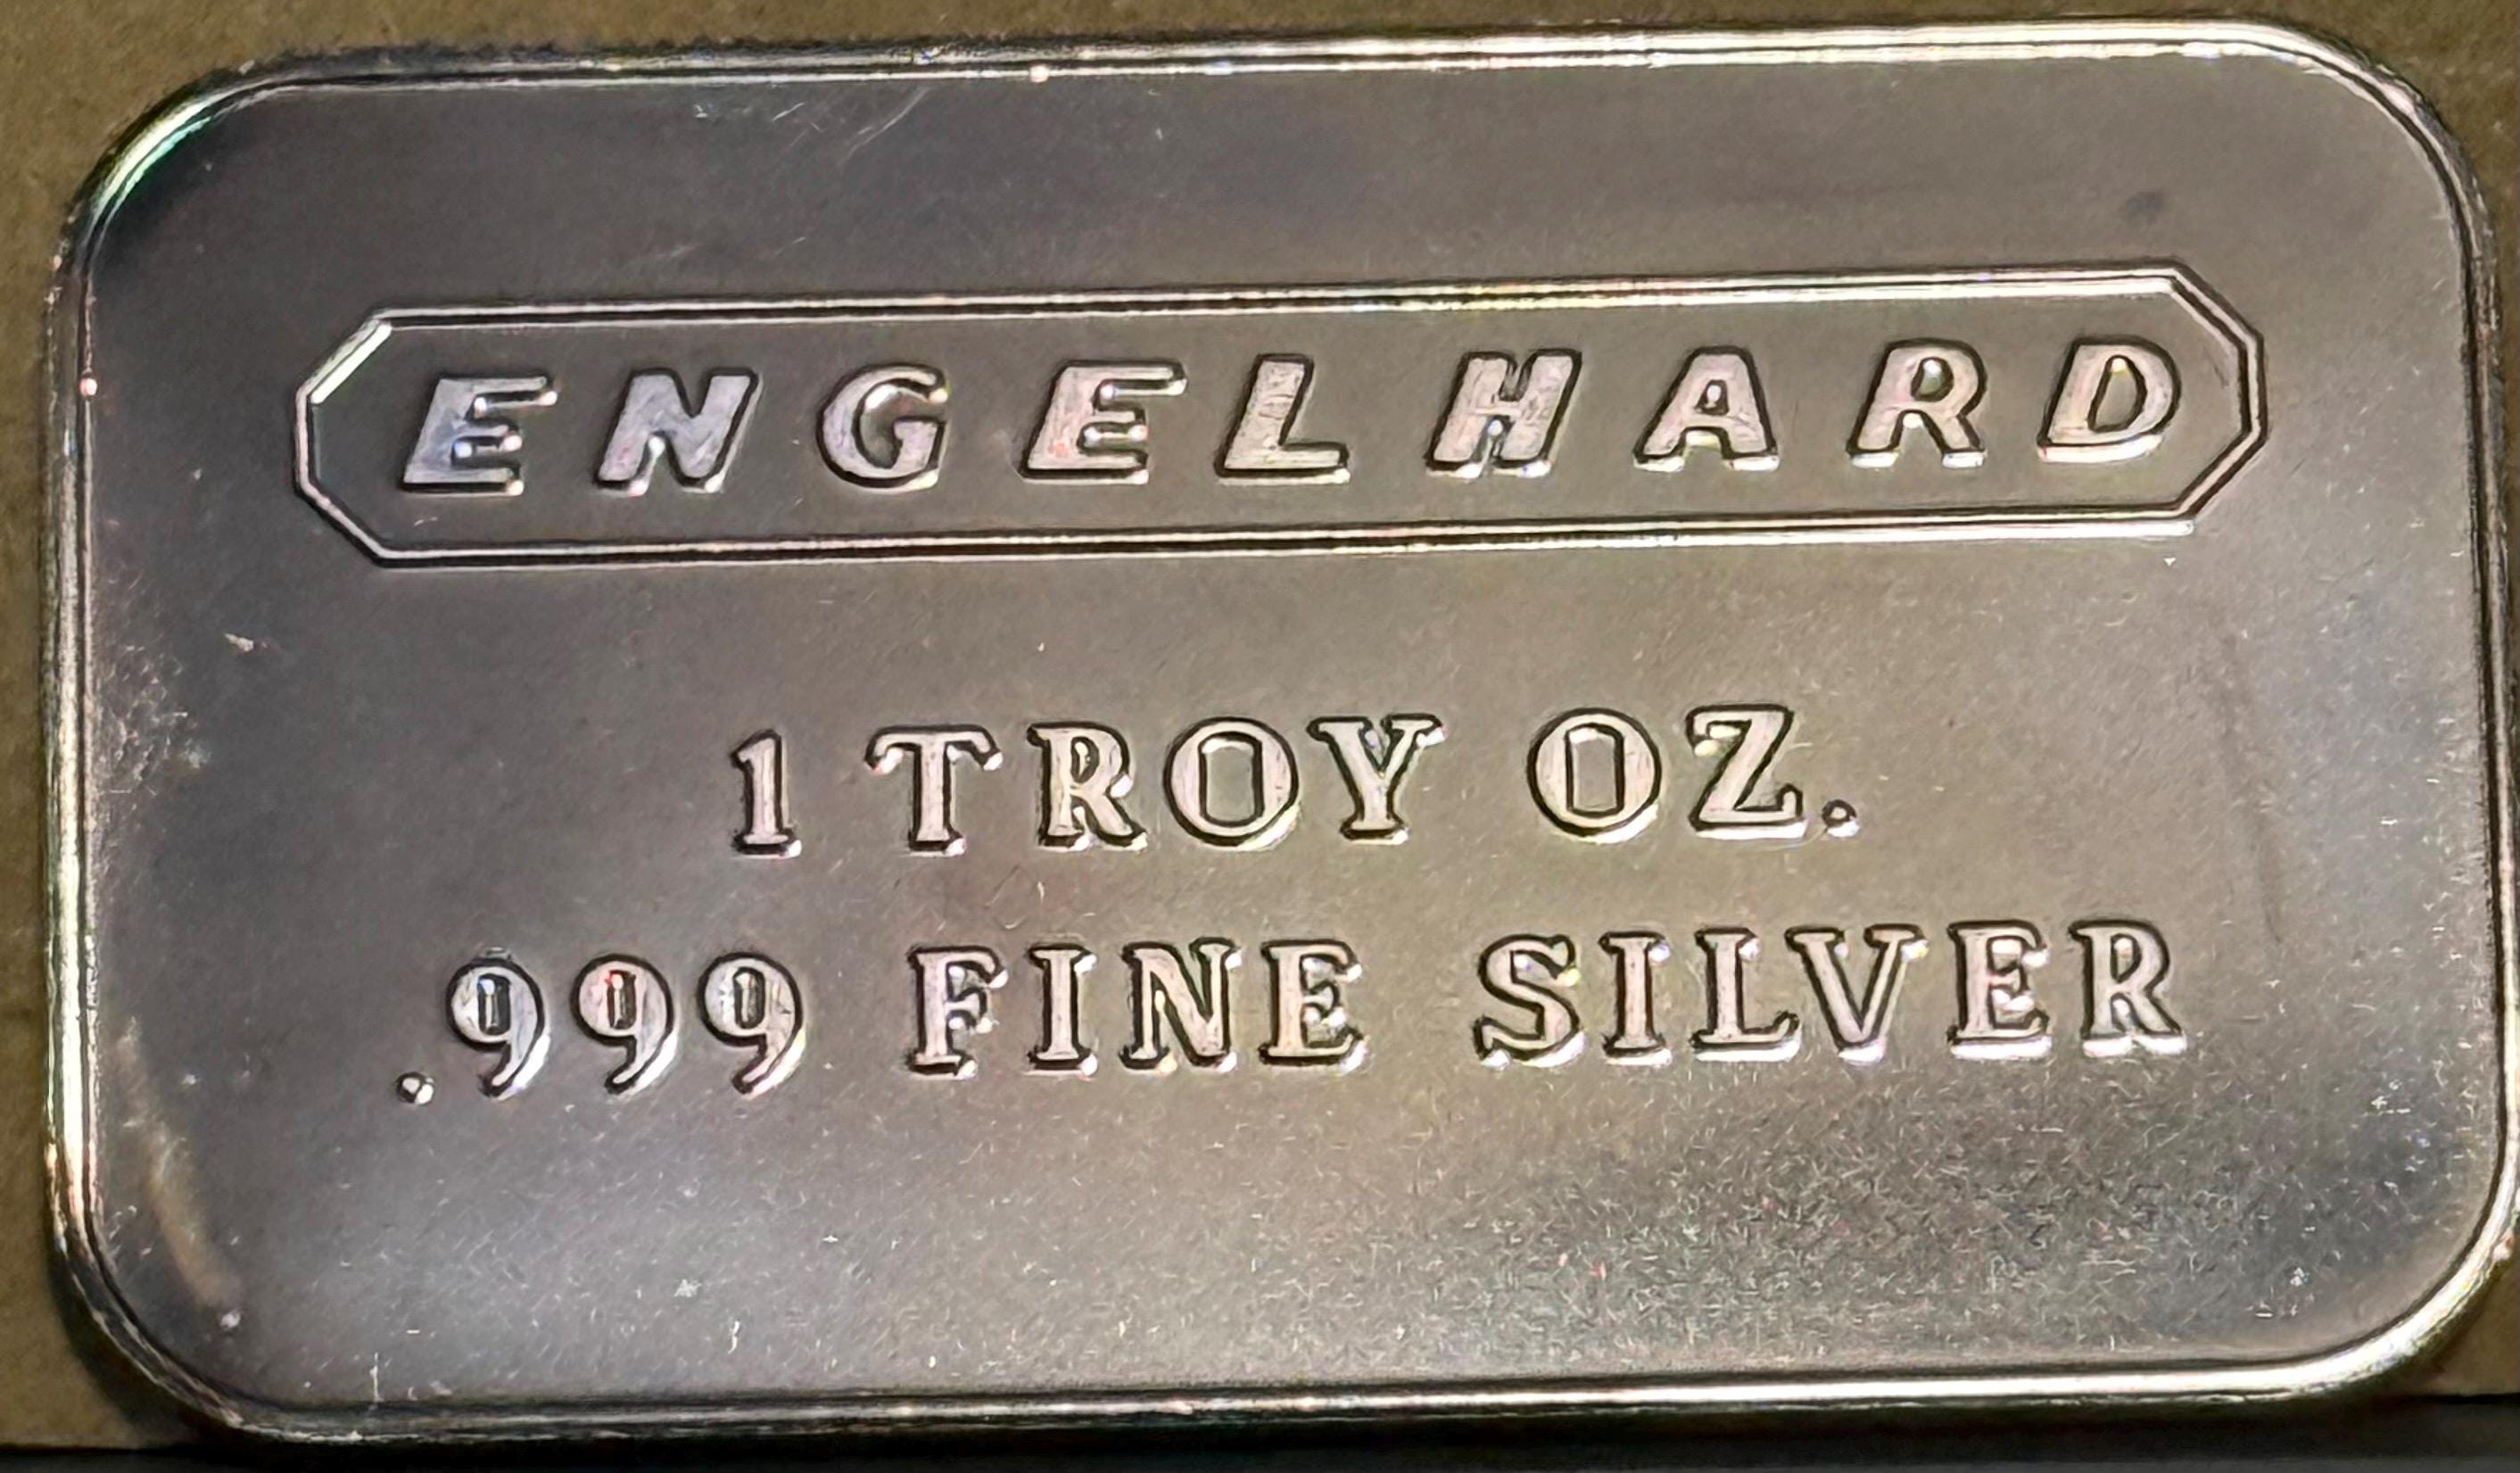 ENGELHARD
1 TROY OZ.
.999 FINE SILVER